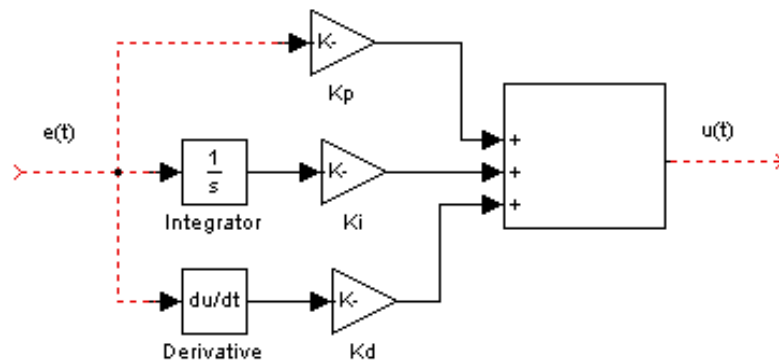 K-
Kp
e(t)
u(t)
+
1
s
K-
+
+
Integrator
Ki
du/dt
K-
Derivative
Kd